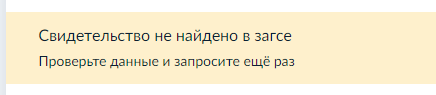 Свидетельство не найдено в загсе
Проверьте данные и запросите ещё раз